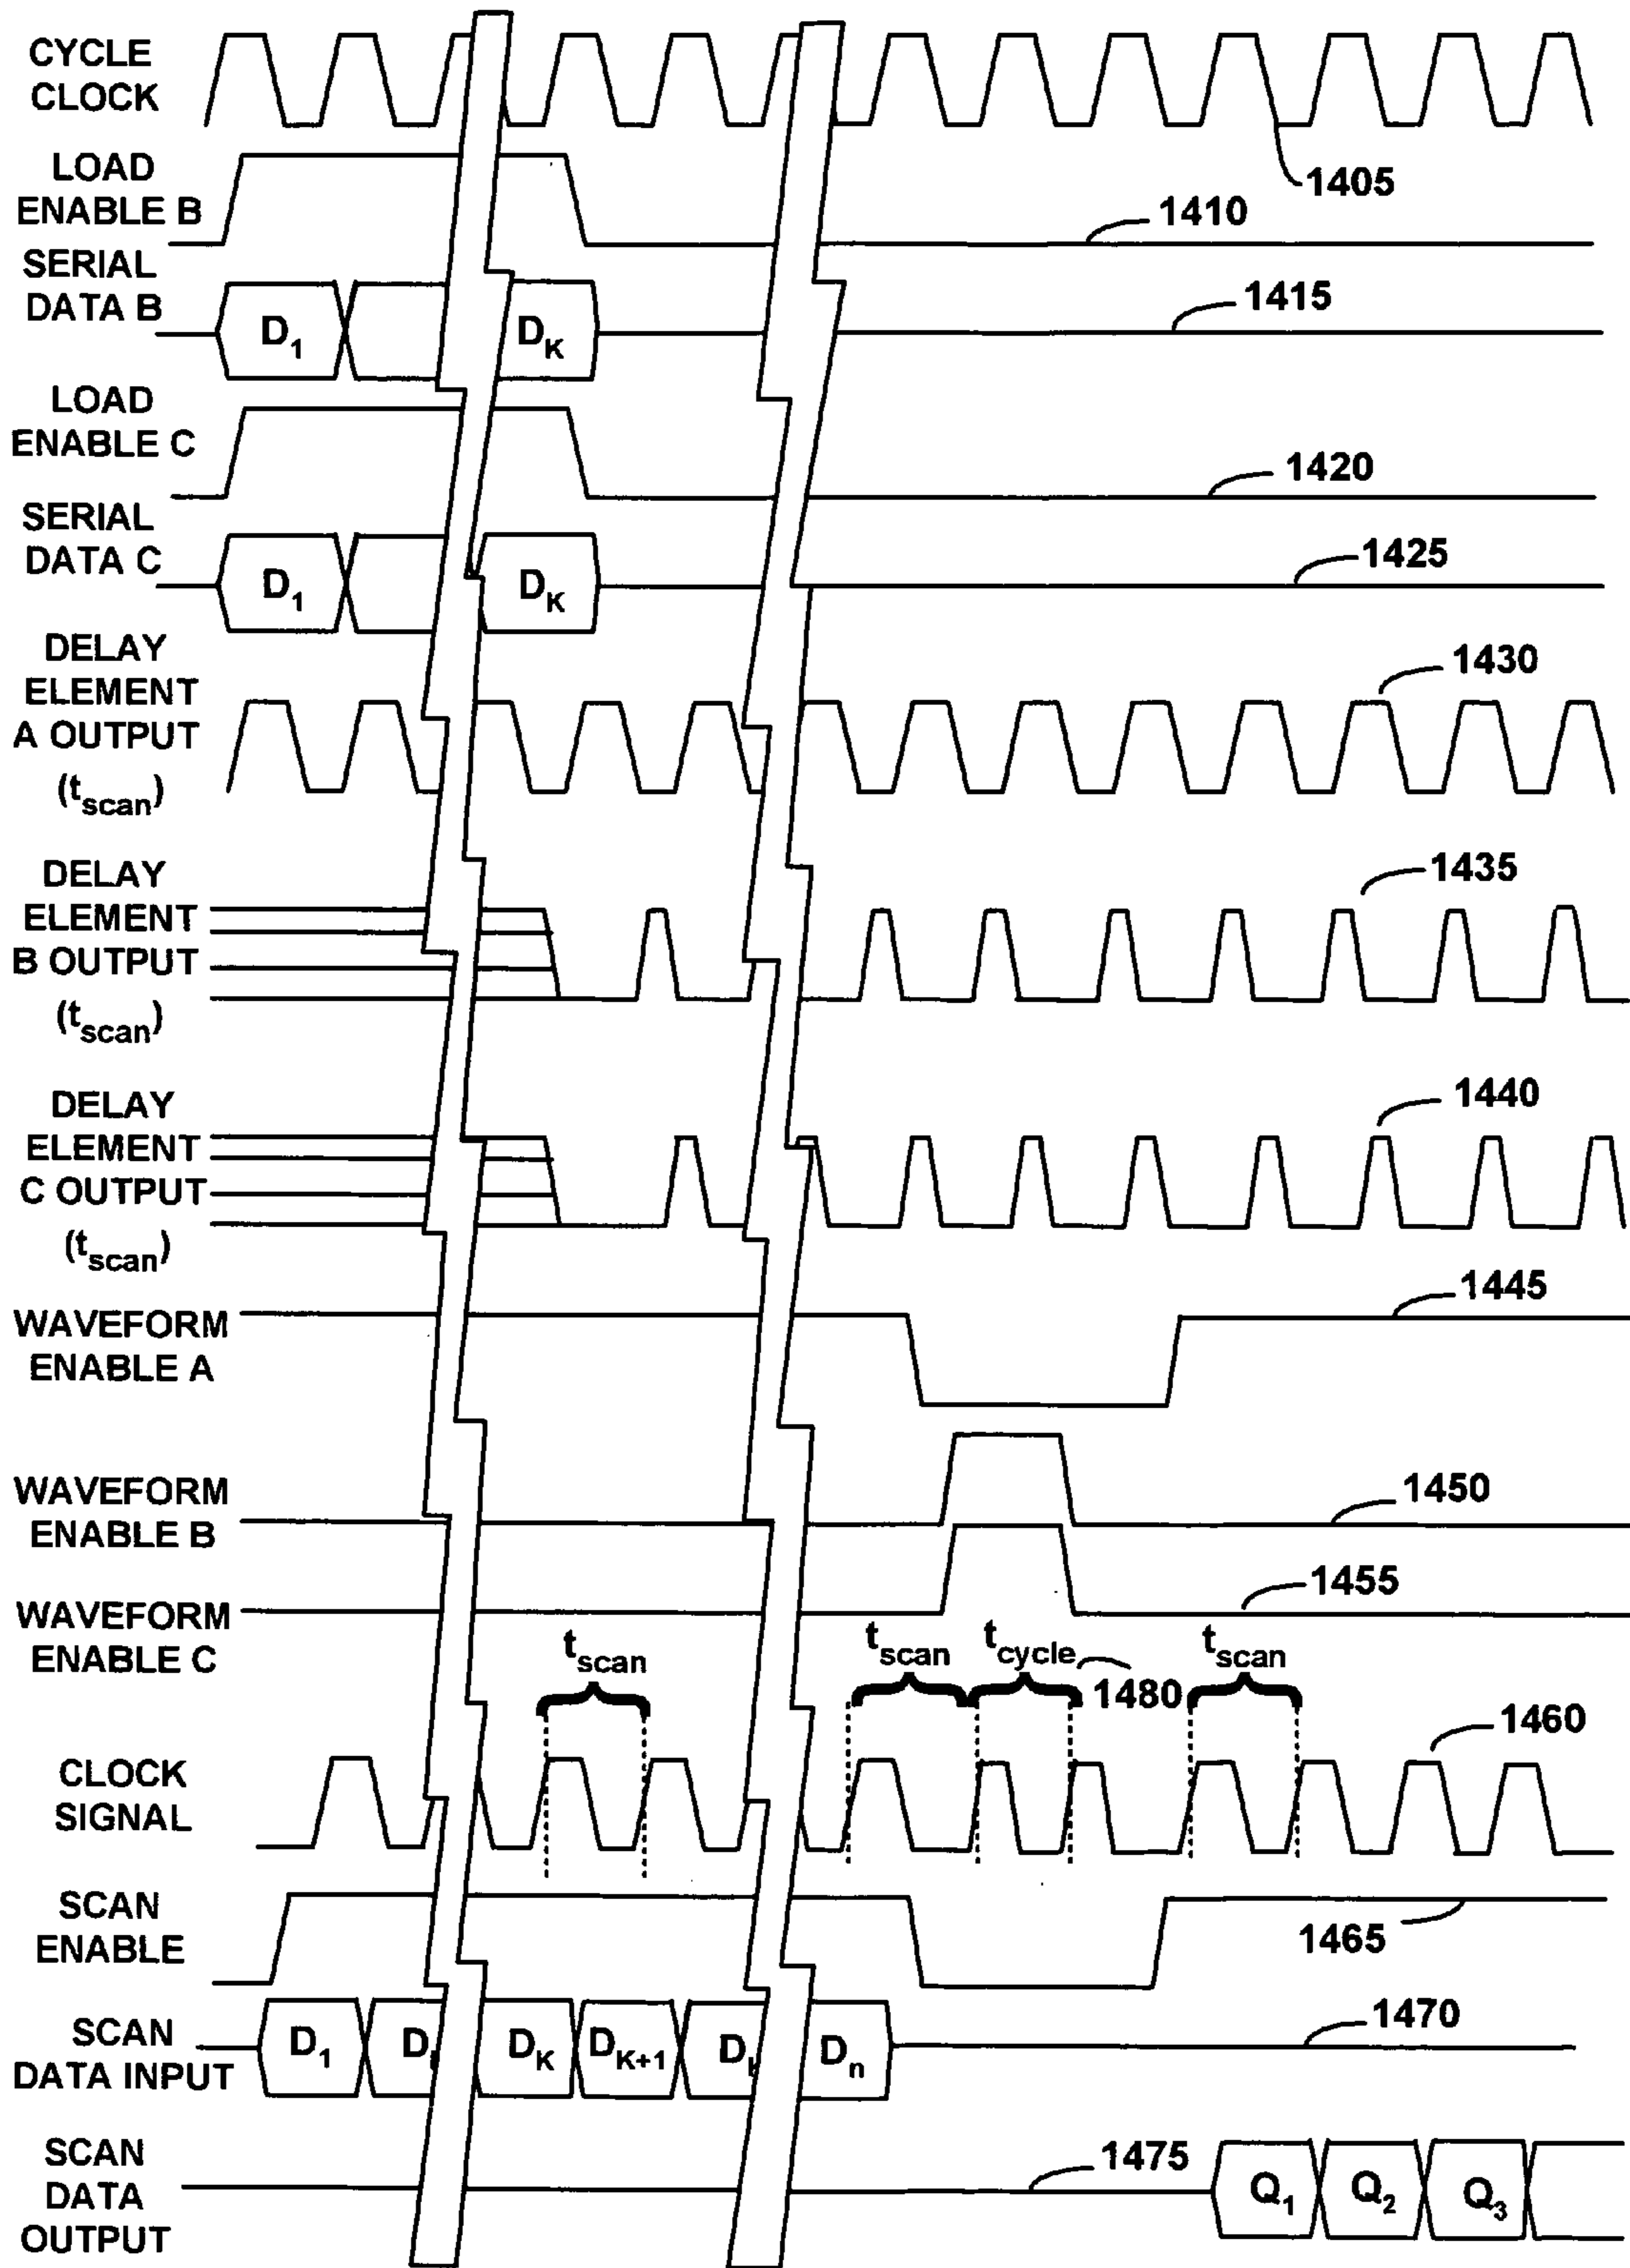 CYCLE
CLOCK
1405
LOAD
ENABLE B
1410
SERIAL
DATA B
D1
DK
1415
LOAD
ENABLE C
1420
SERIAL
DATA C
D1
DK
1425
DELAY
ELEMENT
A OUTPUT
(tscan)
1430
DELAY
ELEMENT
B OUTPUT
(tscan)
1435
DELAY
ELEMENT
C OUTPUT
(tscan)
1440
WAVEFORM
ENABLE A
1445
WAVEFORM
ENABLE B
1450
WAVEFORM
ENABLE C
1455
tscan
tscan
tcycle
1480
tscan
CLOCK
SIGNAL
1460
SCAN
ENABLE
1465
SCAN
DATA INPUT
D1
D
DK
DK+1
D
Dn
1470
SCAN
DATA
OUTPUT
1475
Q1
Q2
Q3